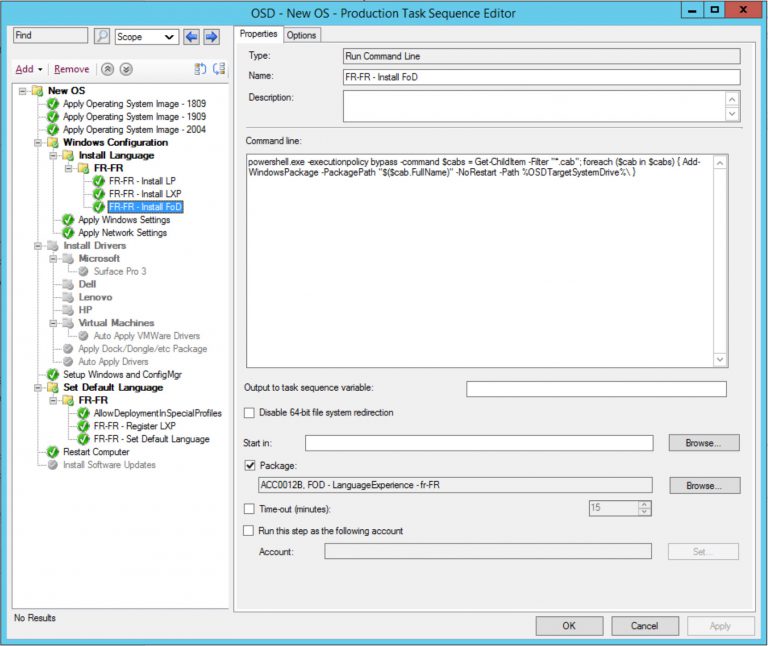 OSD - New OS - Production Task Sequence Editor
Find
Scope
Add
Remove
New OS
Apply Operating System Image - 1809
Apply Operating System Image - 1909
Apply Operating System Image - 2004
Windows Configuration
Install Language
FR-FR
FR-FR - Install LP
FR-FR - Install LXP
FR-FR - Install FoD
Apply Windows Settings
Apply Network Settings
Install Drivers
Microsoft
Surface Pro 3
Dell
Lenovo
HP
Virtual Machines
Auto Apply VMWare Drivers
Apply Dock/Dongle/etc Package
Auto Apply Drivers
Setup Windows and ConfigMgr
Set Default Language
FR-FR
AllowDeploymentInSpecialProfiles
FR-FR - Register LXP
FR-FR - Set Default Language
Restart Computer
Install Software Updates
No Results
Properties
Options
Type:
Run Command Line
Name:
FR-FR - Install FoD
Description:
Command line:
powershell.exe -executionpolicy bypass -command $cabs = Get-ChildItem -Filter "*.cab"; foreach ($cab in $cabs) { Add-
WindowsPackage -PackagePath "$($cab.FullName)" -NoRestart -Path %OSDTargetSystemDrive%\ }
Output to task sequence variable:
Disable 64-bit file system redirection
Start in:
Browse...
Package:
ACC0012B, FOD - LanguageExperience - fr-FR
Browse...
Time-out (minutes):
15
Run this step as the following account
Account:
Set...
OK
Cancel
Apply